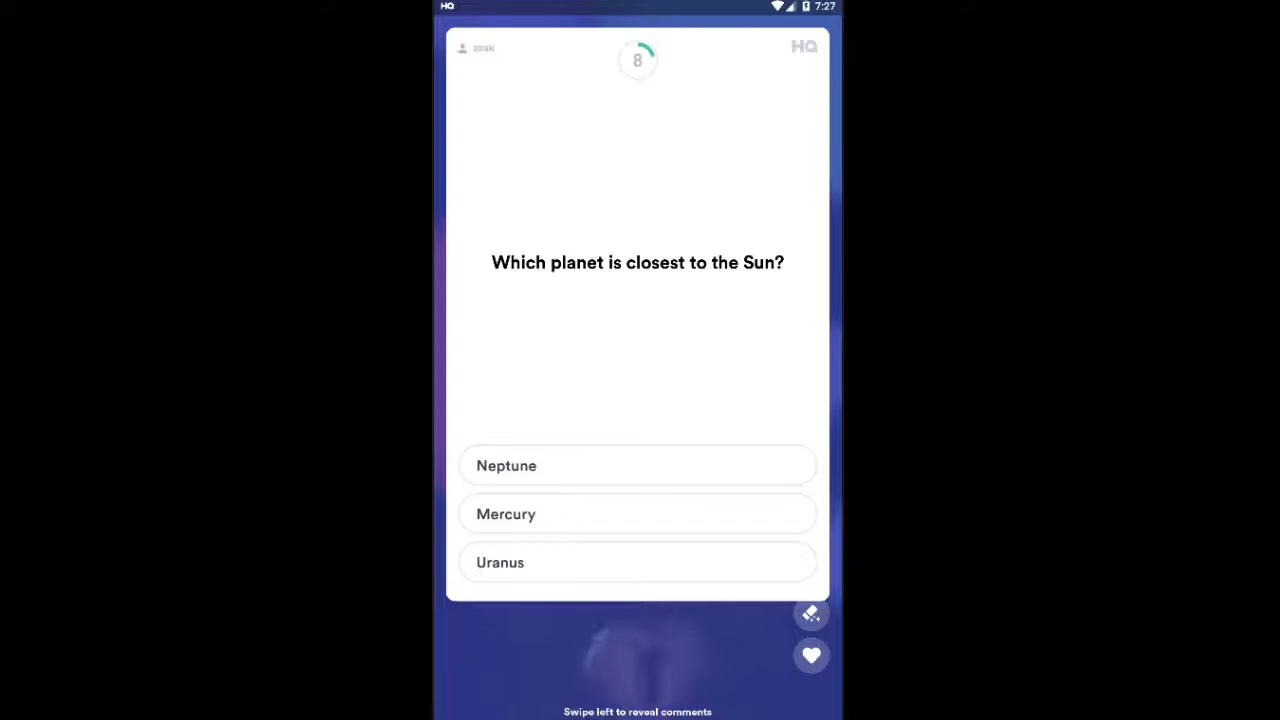 HQ 7:27
8 HQ
Which planet is closest to the Sun?
Neptune
Mercury
Uranus
Swipe left to reveal comments